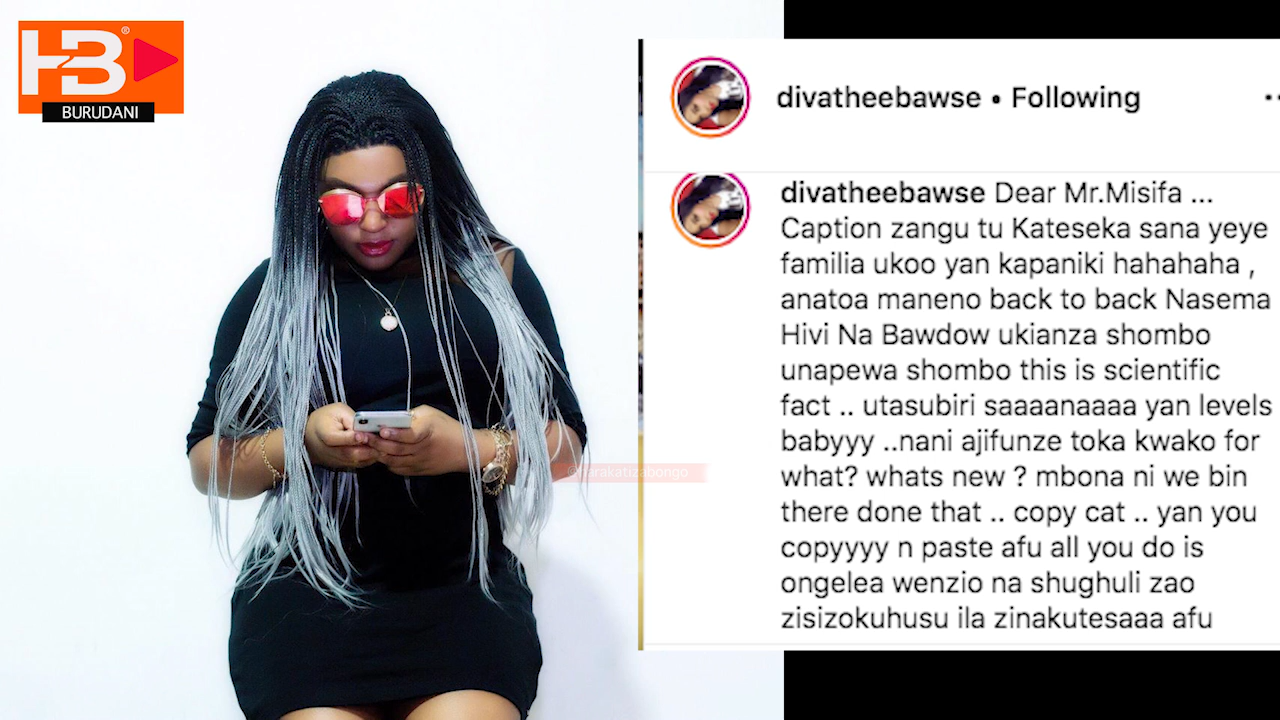 HB®
BURUDANI
divatheebawse • Following
divatheebawse Dear Mr.Misifa ...
Caption zangu tu Kateseka sana yeye
familia ukoo yan kapaniki hahahaha ,
anatoa maneno back to back Nasema
Hivi Na Bawdow ukianza shombo
unapewa shombo this is scientific
fact .. utasubiri saaaanaaaa yan levels
babyyy ..nani ajifunze toka kwako for
what? whats new ? mbona ni we bin
there done that .. copy cat .. yan you
copyyyy n paste afu all you do is
ongelea wenzio na shughuli zao
zisizokuhusu ila zinakutesaaa afu
@harakatizabongo